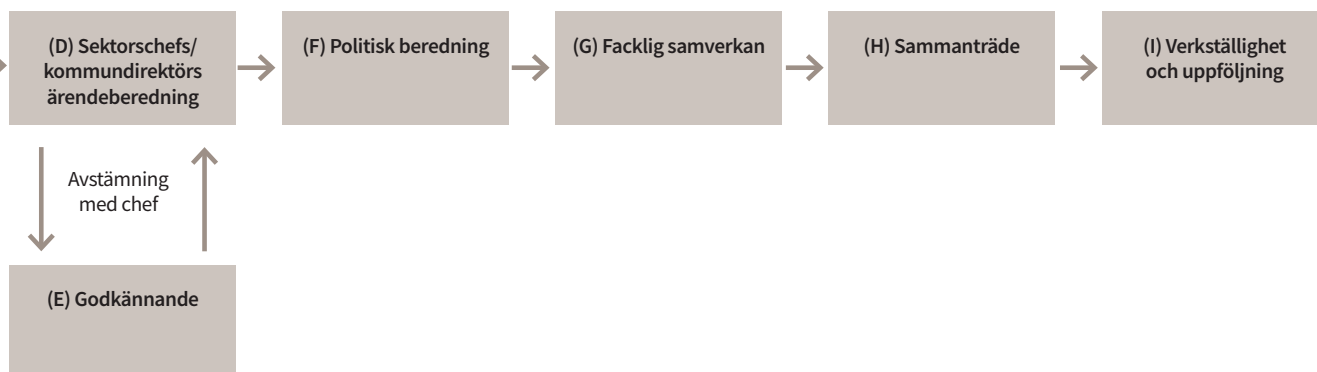 (D) Sektorschefs/
kommundirektörs
ärendeberedning
(F) Politisk beredning
(G) Facklig samverkan
(H) Sammanträde
(I) Verkställighet
och uppföljning
Avstämning
med chef
(E) Godkännande